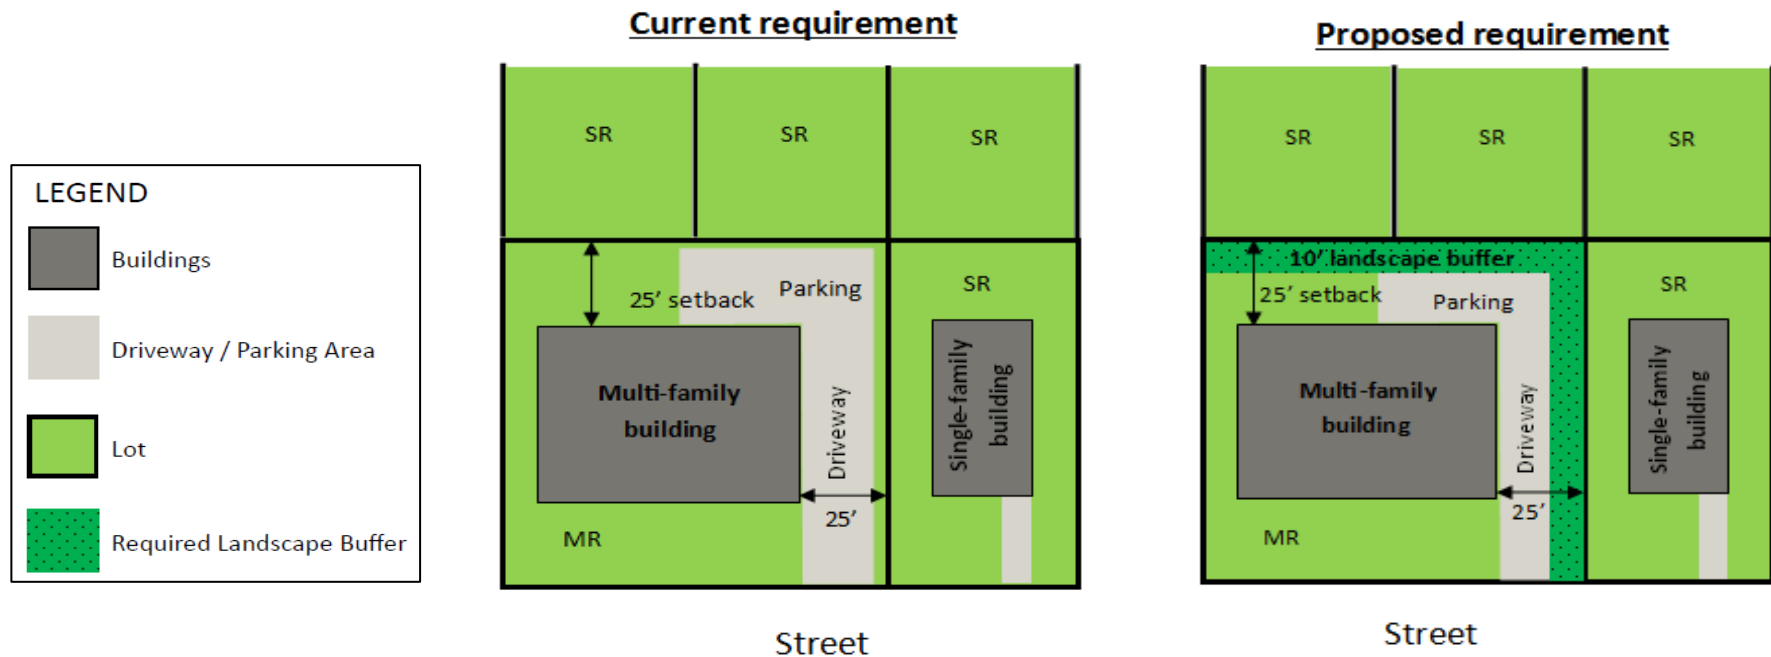 Current requirement
Proposed requirement
LEGEND
Buildings
Driveway / Parking Area
Lot
Required Landscape Buffer
SR
SR
SR
25’ setback
Parking
SR
Multi-family
building
Driveway
Single-family
building
25’
MR
Street
SR
SR
SR
10’ landscape buffer
25’ setback
Parking
SR
Multi-family
building
Driveway
Single-family
building
25’
MR
Street